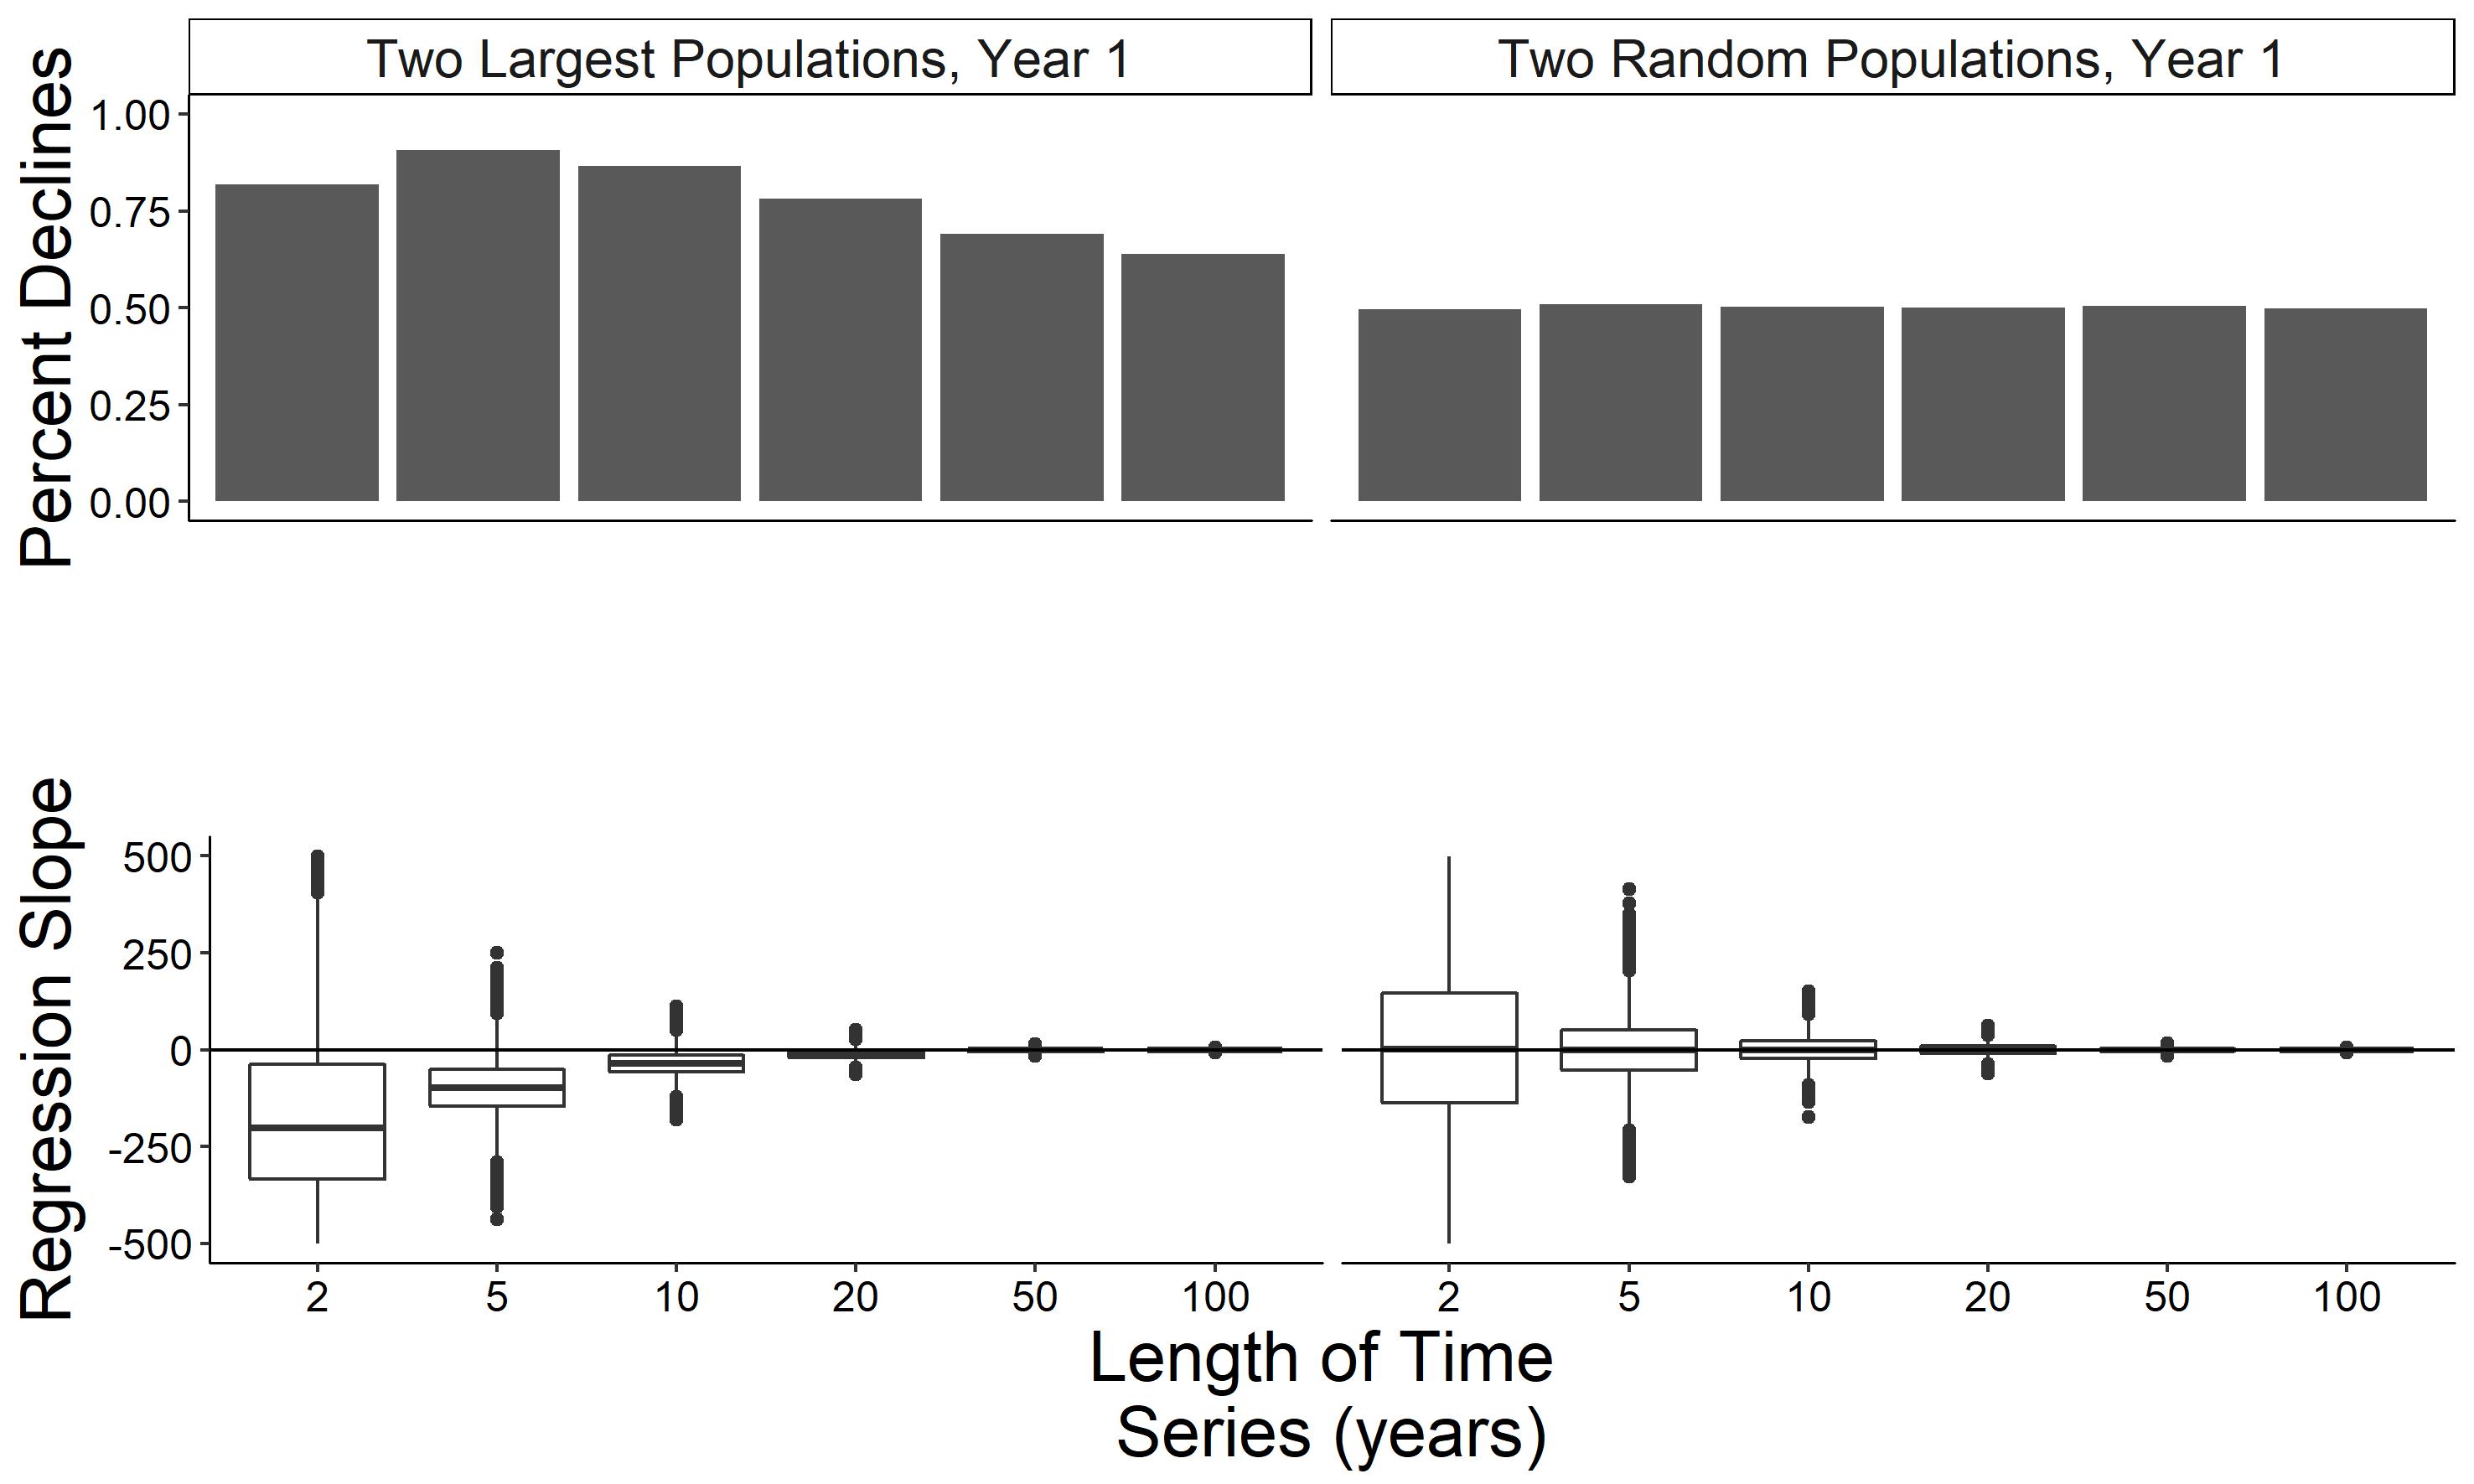 Two Largest Populations, Year 1
Two Random Populations, Year 1
Percent Declines
1.00
0.75
0.50
0.25
0.00
Regression Slope
500
250
0
-250
-500
2 5 10 20 50 100
2 5 10 20 50 100
Length of Time
Series (years)